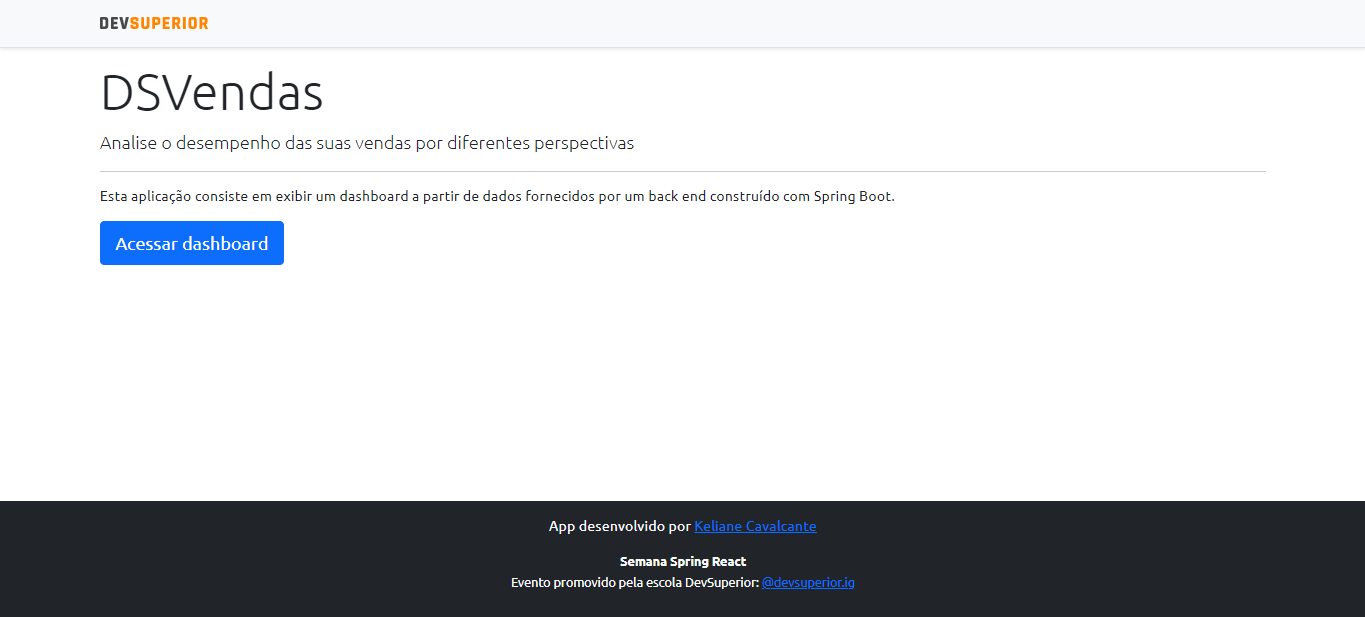 DEVSUPERIOR
DSVendas
Analise o desempenho das suas vendas por diferentes perspectivas
Esta aplicação consiste em exibir um dashboard a partir de dados fornecidos por um back end construído com Spring Boot.
Acessar dashboard
App desenvolvido por Keliane Cavalcante
Semana Spring React
Evento promovido pela escola DevSuperior: @devsuperior.ig